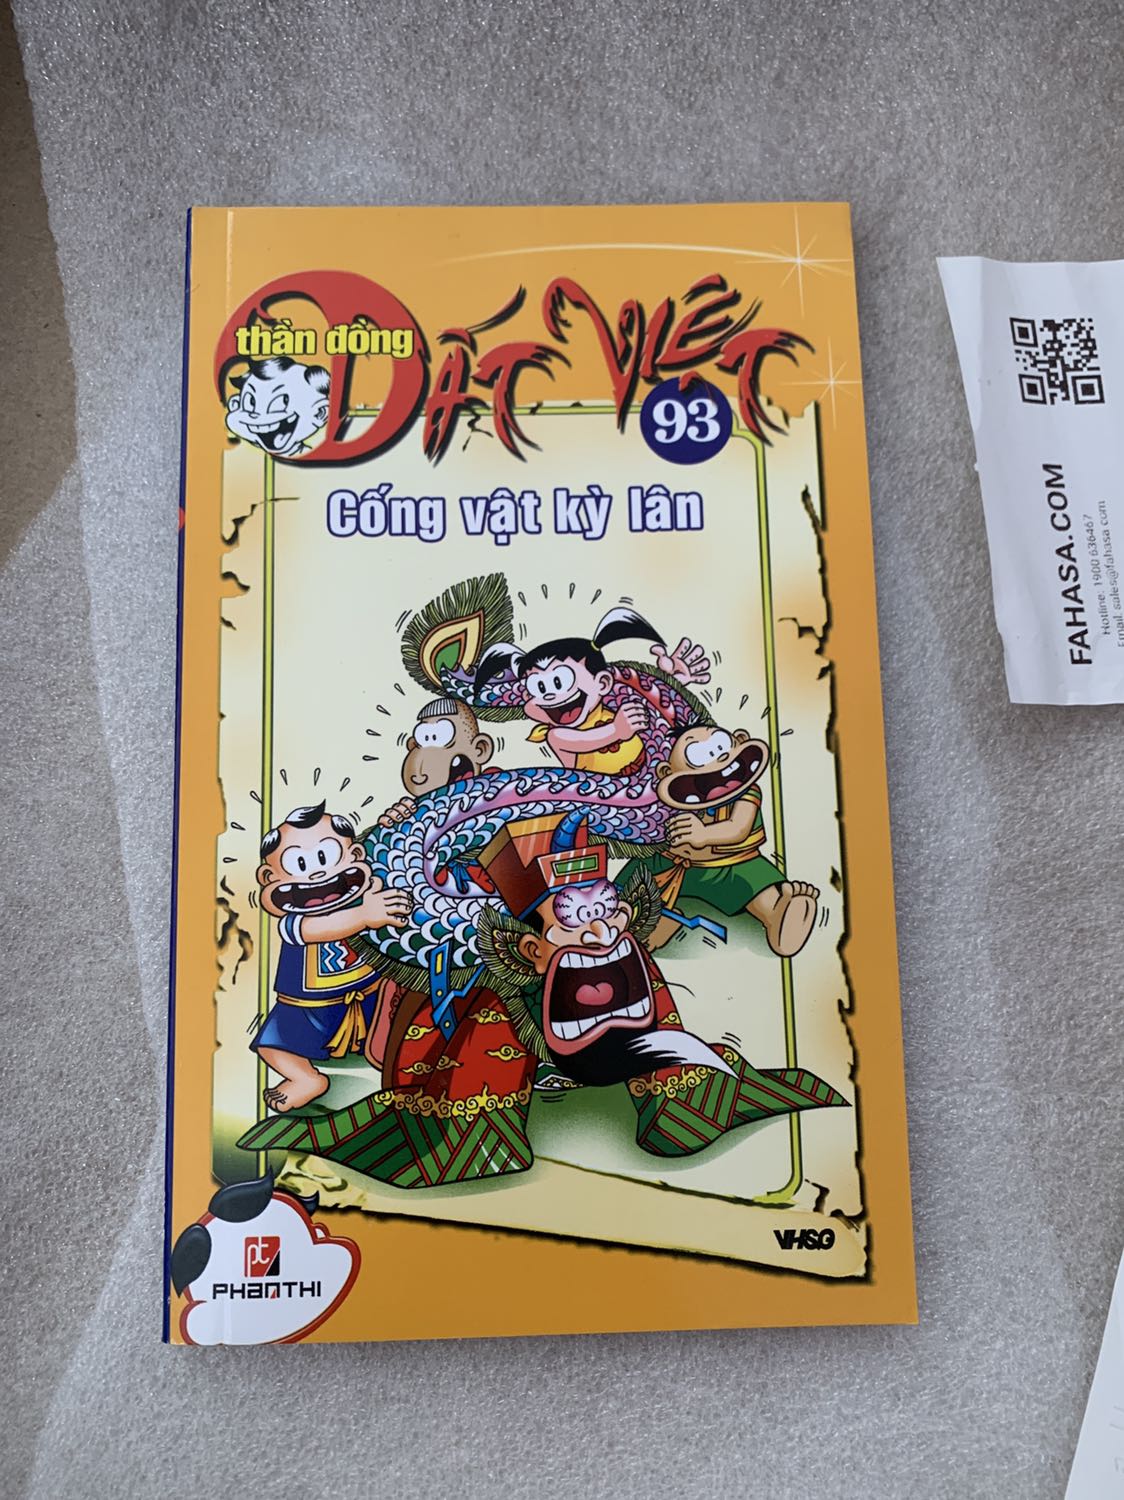 thần đồng
ĐẤT VIỆT
93
Cống vật kỳ lân
pt
PHANTHI
VHSG
FAHASA.COM
Hotline: 1900 636467
Email: sales@fahasa.com